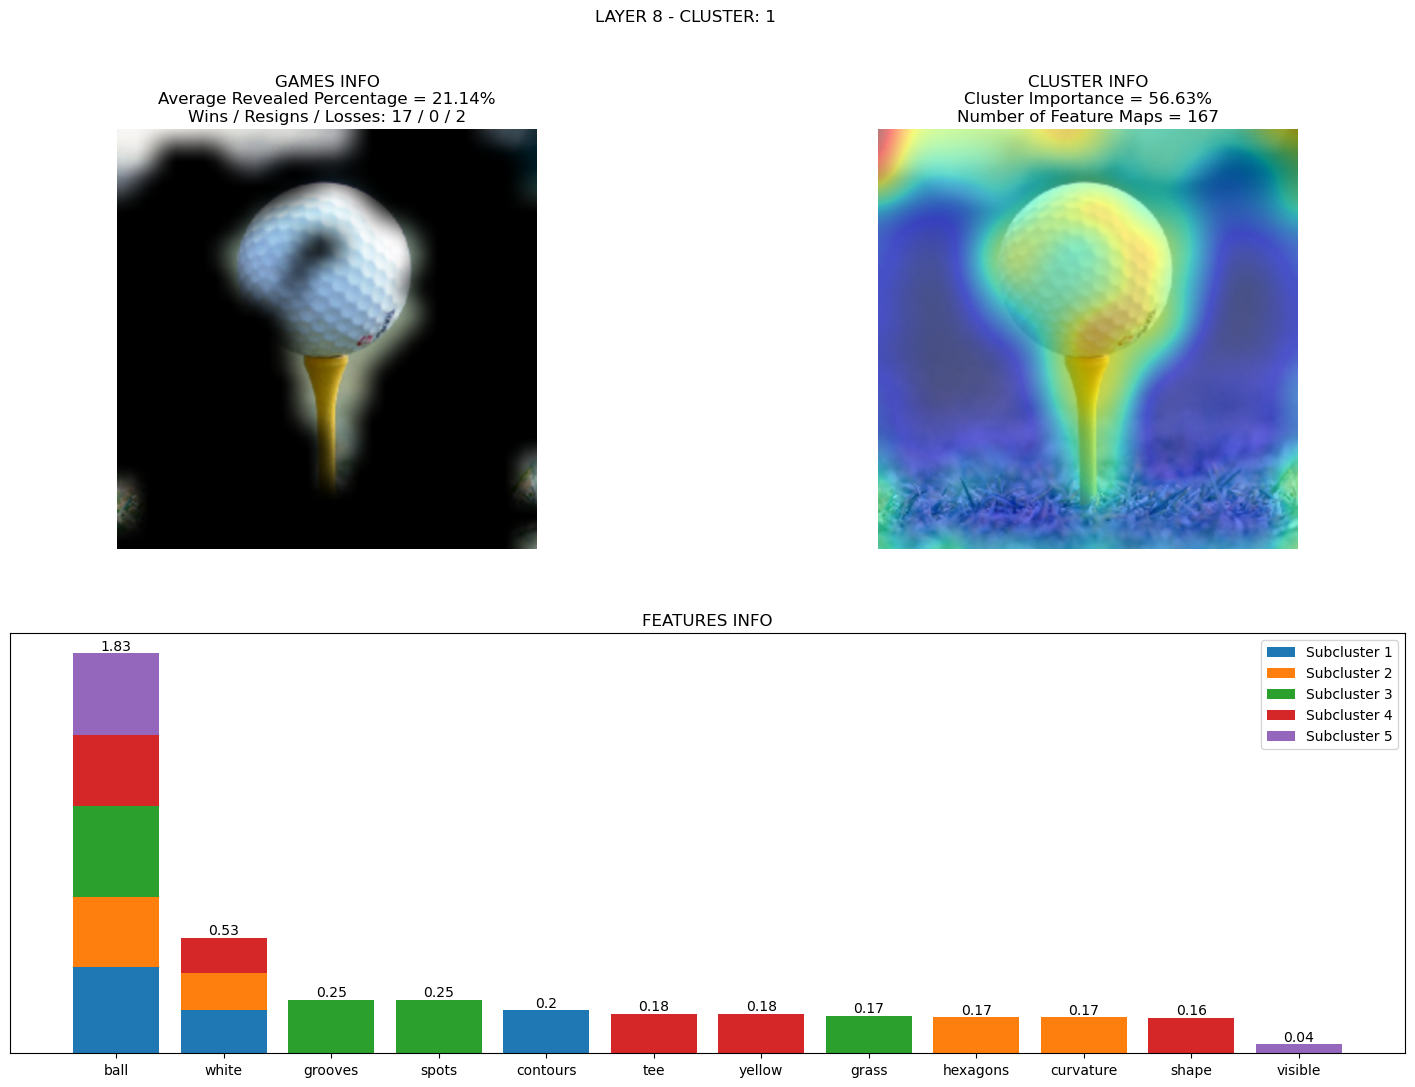 LAYER 8 - CLUSTER: 1
GAMES INFO
Average Revealed Percentage = 21.14%
Wins / Resigns / Losses: 17 / 0 / 2
CLUSTER INFO
Cluster Importance = 56.63%
Number of Feature Maps = 167
FEATURES INFO
Subcluster 1
Subcluster 2
Subcluster 3
Subcluster 4
Subcluster 5
1.83
0.53
0.25
0.25
0.2
0.18
0.18
0.17
0.17
0.17
0.16
0.04
ball
white
grooves
spots
contours
tee
yellow
grass
hexagons
curvature
shape
visible